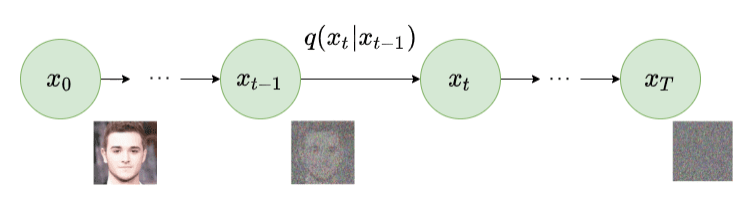 q(x_t|x_{t-1})
x_0 ... x_{t-1} x_t ... x_T